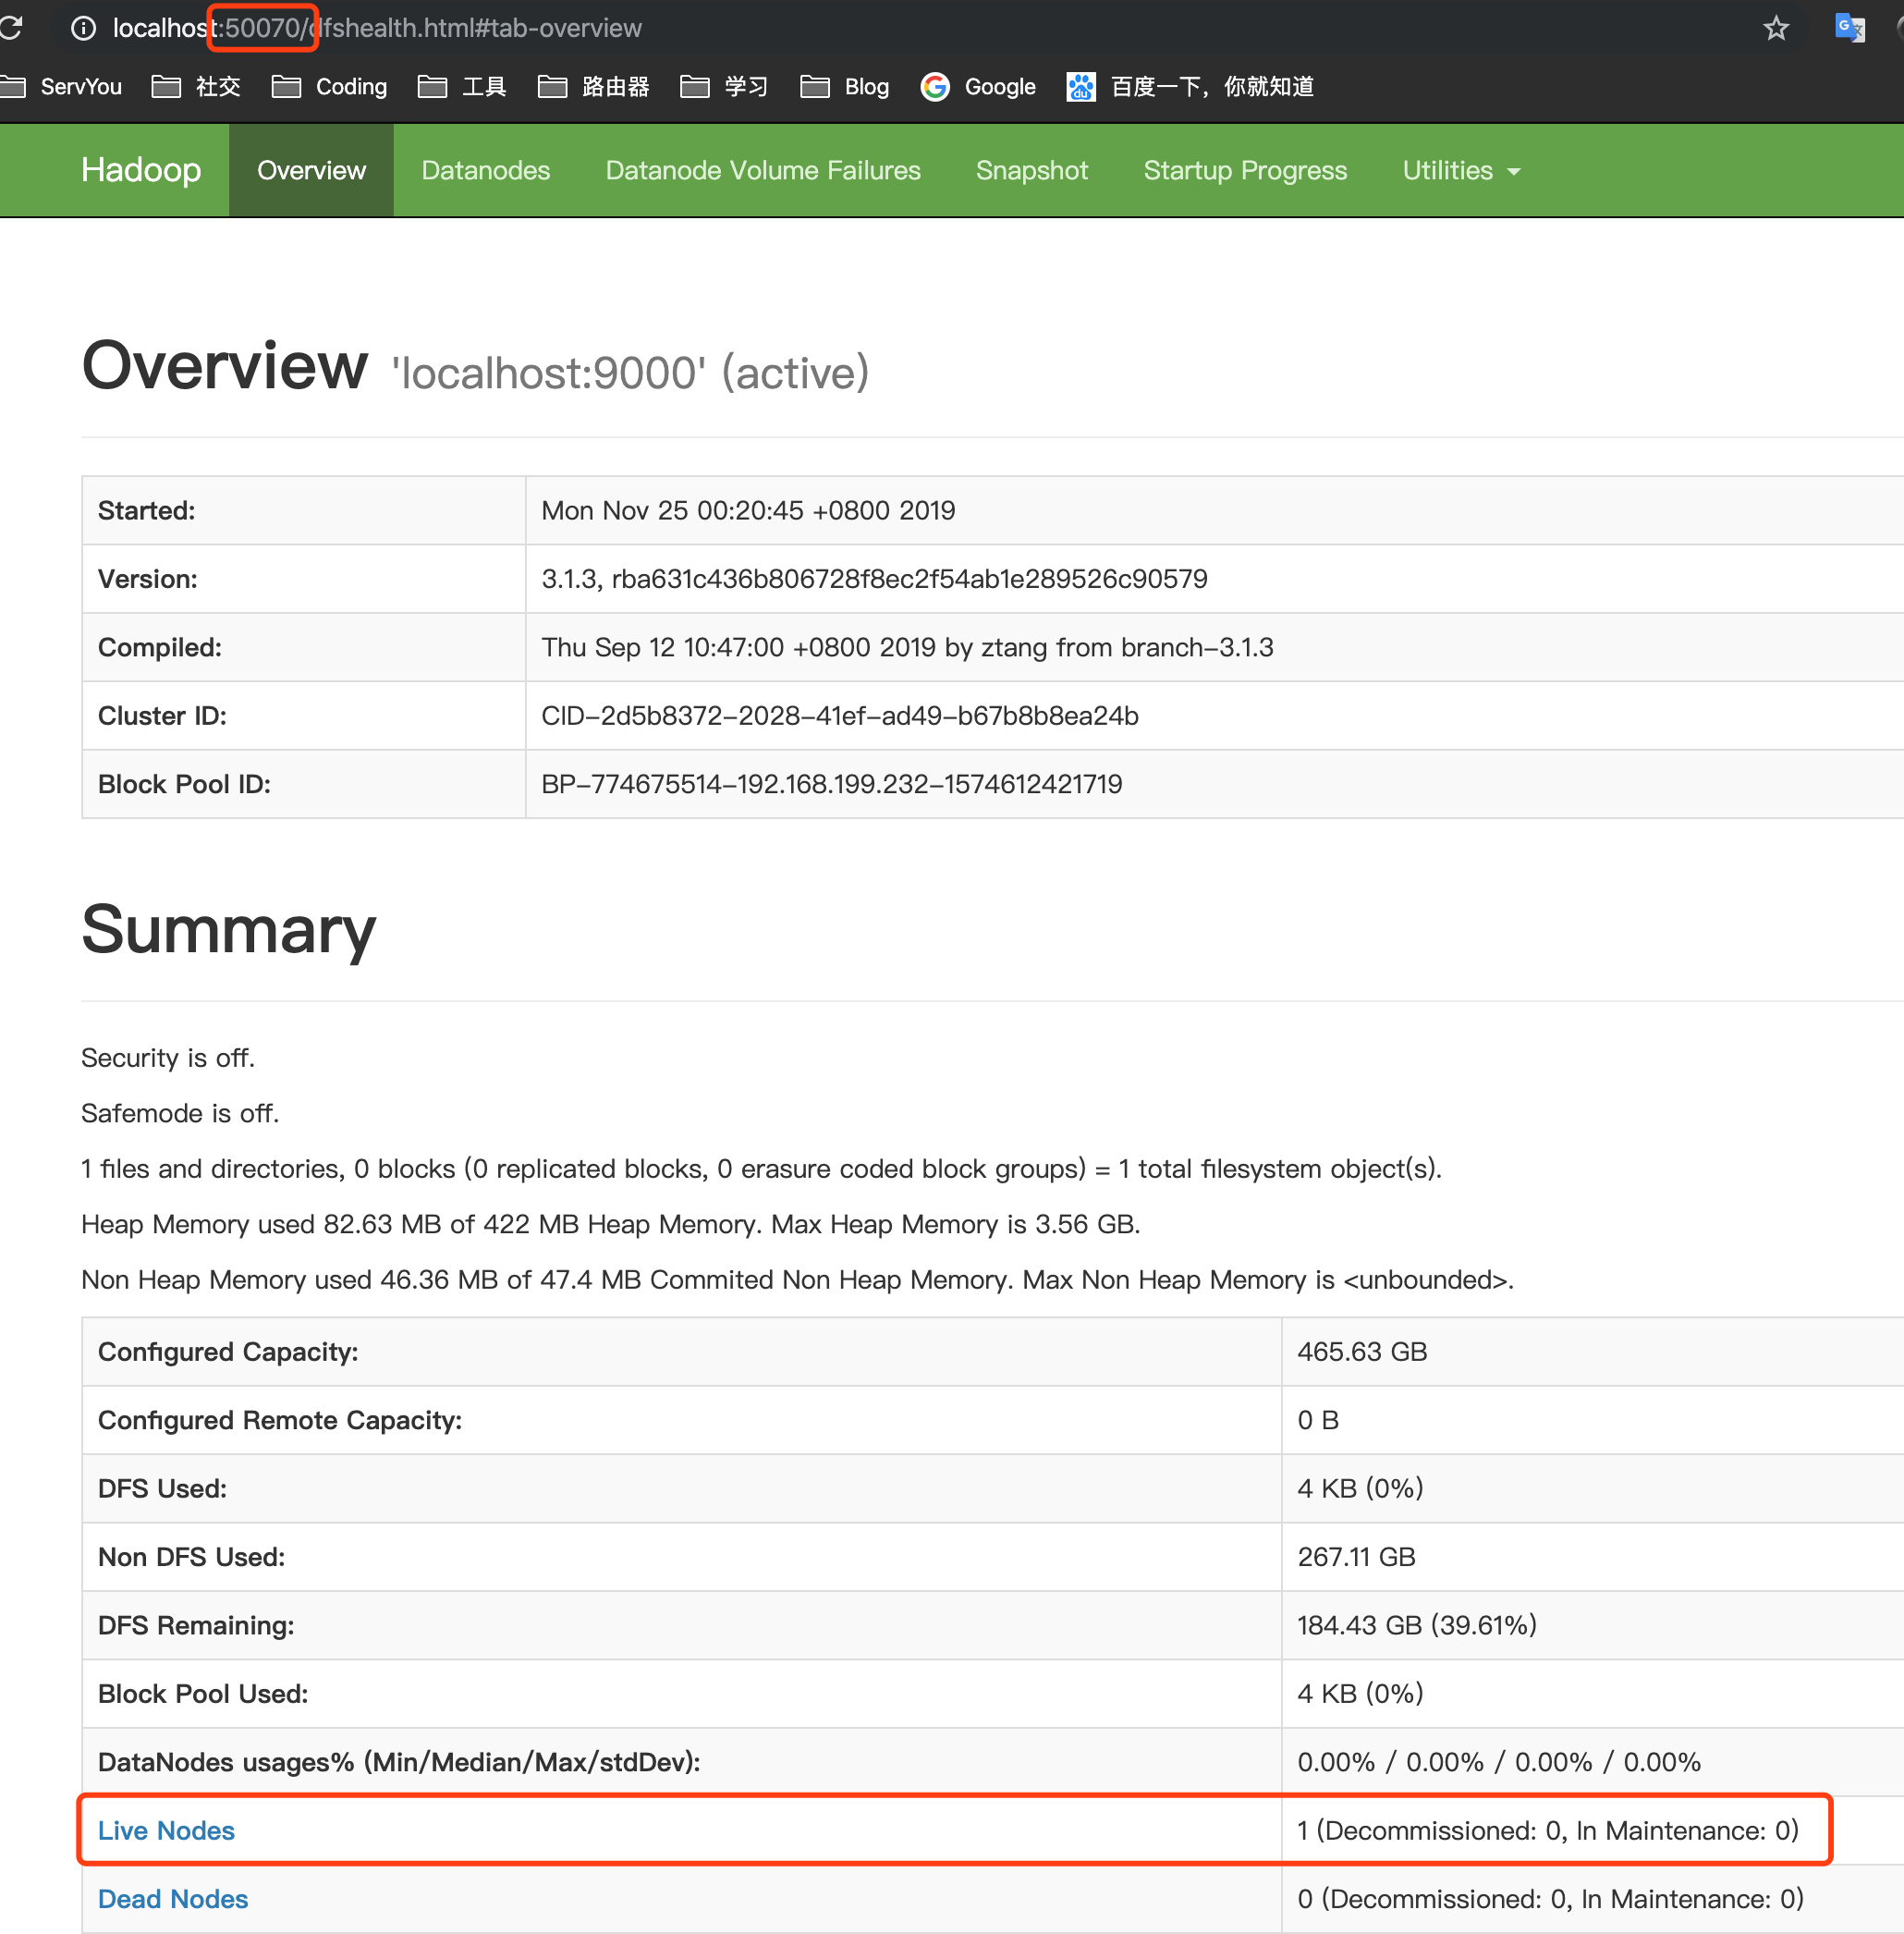 localhost:50070/dfshealth.html#tab-overview
ServYou 社交 Coding 工具 路由器 学习 Blog Google 百度一下，你就知道
Hadoop Overview Datanodes Datanode Volume Failures Snapshot Startup Progress Utilities
Overview 'localhost:9000' (active)
Started: Mon Nov 25 00:20:45 +0800 2019
Version: 3.1.3, rba631c436b806728f8ec2f54ab1e289526c90579
Compiled: Thu Sep 12 10:47:00 +0800 2019 by ztang from branch-3.1.3
Cluster ID: CID-2d5b8372-2028-41ef-ad49-b67b8b8ea24b
Block Pool ID: BP-774675514-192.168.199.232-1574612421719
Summary
Security is off.
Safemode is off.
1 files and directories, 0 blocks (0 replicated blocks, 0 erasure coded block groups) = 1 total filesystem object(s).
Heap Memory used 82.63 MB of 422 MB Heap Memory. Max Heap Memory is 3.56 GB.
Non Heap Memory used 46.36 MB of 47.4 MB Commited Non Heap Memory. Max Non Heap Memory is <unbounded>.
Configured Capacity: 465.63 GB
Configured Remote Capacity: 0 B
DFS Used: 4 KB (0%)
Non DFS Used: 267.11 GB
DFS Remaining: 184.43 GB (39.61%)
Block Pool Used: 4 KB (0%)
DataNodes usages% (Min/Median/Max/stdDev): 0.00% / 0.00% / 0.00% / 0.00%
Live Nodes 1 (Decommissioned: 0, In Maintenance: 0)
Dead Nodes 0 (Decommissioned: 0, In Maintenance: 0)